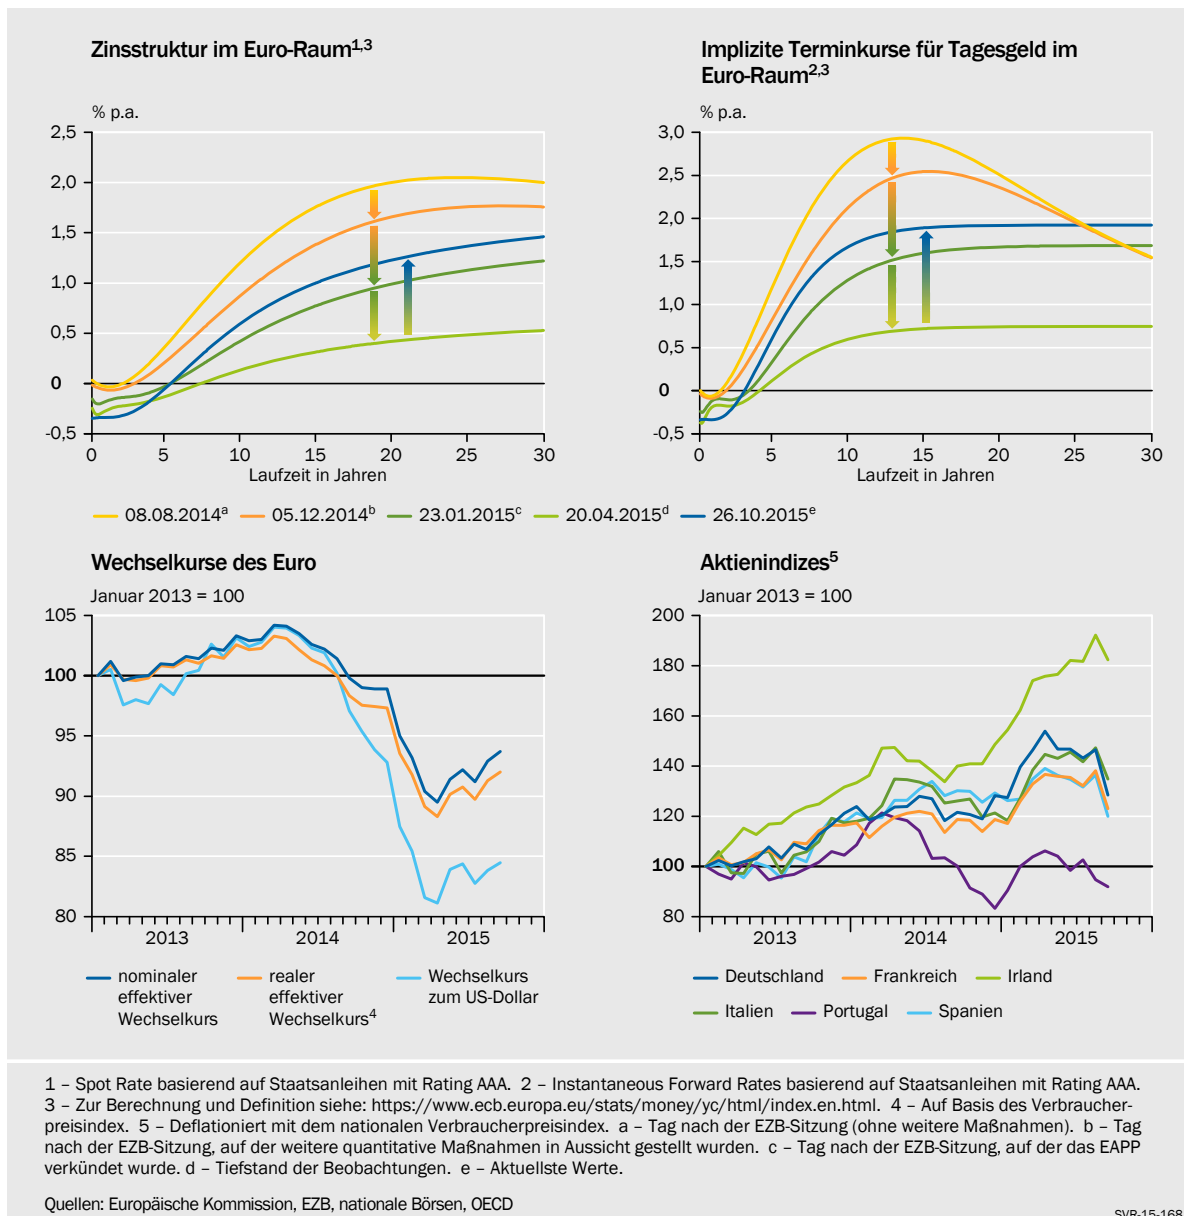 Zinsstruktur im Euro-Raum1,3
% p.a.
2,5
2,0
1,5
1,0
0,5
0
-0,5
0 5 10 15 20 25 30
Laufzeit in Jahren
Implizite Terminkurse für Tagesgeld im
Euro-Raum2,3
% p.a.
3,0
2,5
2,0
1,5
1,0
0,5
0
-0,5
0 5 10 15 20 25 30
Laufzeit in Jahren
08.08.2014a 05.12.2014b 23.01.2015c 20.04.2015d 26.10.2015e
Wechselkurse des Euro
Januar 2013 = 100
105
100
95
90
85
80
2013 2014 2015
nominaler
effektiver
Wechselkurs
realer
effektiver
Wechselkurs4
Wechselkurs
zum US-Dollar
Aktienindizes5
Januar 2013 = 100
200
180
160
140
120
100
80
2013 2014 2015
Deutschland Frankreich Irland
Italien Portugal Spanien
1 – Spot Rate basierend auf Staatsanleihen mit Rating AAA. 2 – Instantaneous Forward Rates basierend auf Staatsanleihen mit Rating AAA.
3 – Zur Berechnung und Definition siehe: https://www.ecb.europa.eu/stats/money/yc/html/index.en.html. 4 – Auf Basis des Verbraucher-
preisindex. 5 – Deflationiert mit dem nationalen Verbraucherpreisindex. a – Tag nach der EZB-Sitzung (ohne weitere Maßnahmen). b – Tag
nach der EZB-Sitzung, auf der weitere quantitative Maßnahmen in Aussicht gestellt wurden. c – Tag nach der EZB-Sitzung, auf der das EAPP
verkündet wurde. d – Tiefstand der Beobachtungen. e – Aktuellste Werte.
Quellen: Europäische Kommission, EZB, nationale Börsen, OECD
SVR-15-168